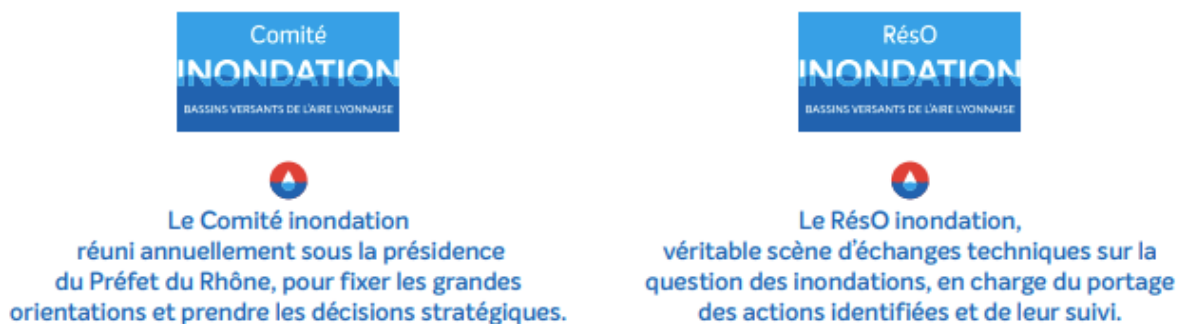 Comité
INONDATION
BASSINS VERSANTS DE L'AIRE LYONNAISE
Le Comité inondation
réuni annuellement sous la présidence
du Préfet du Rhône, pour fixer les grandes
orientations et prendre les décisions stratégiques.
RésO
INONDATION
BASSINS VERSANTS DE L'AIRE LYONNAISE
Le RésO inondation,
véritable scène d'échanges techniques sur la
question des inondations, en charge du portage
des actions identifiées et de leur suivi.